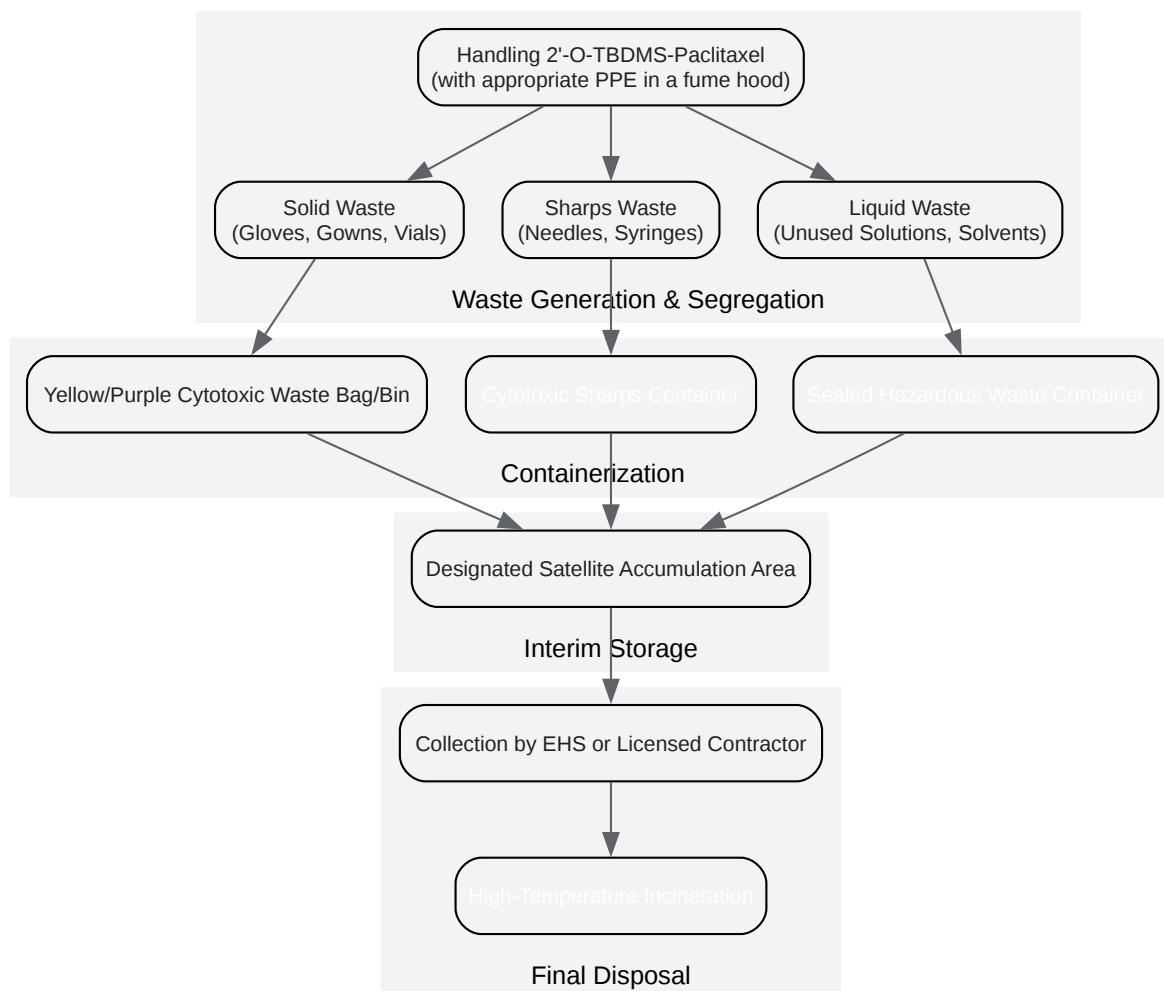 Handling 2'-O-TBDMS-Paclitaxel
(with appropriate PPE in a fume hood)
Solid Waste
(Gloves, Gowns, Vials)
Sharps Waste
(Needles, Syringes)
Liquid Waste
(Unused Solutions, Solvents)
Waste Generation & Segregation
Yellow/Purple Cytotoxic Waste Bag/Bin
Cytotoxic Sharps Container
Sealed Hazardous Waste Container
Containerization
Designated Satellite Accumulation Area
Interim Storage
Collection by EHS or Licensed Contractor
High-Temperature Incineration
Final Disposal